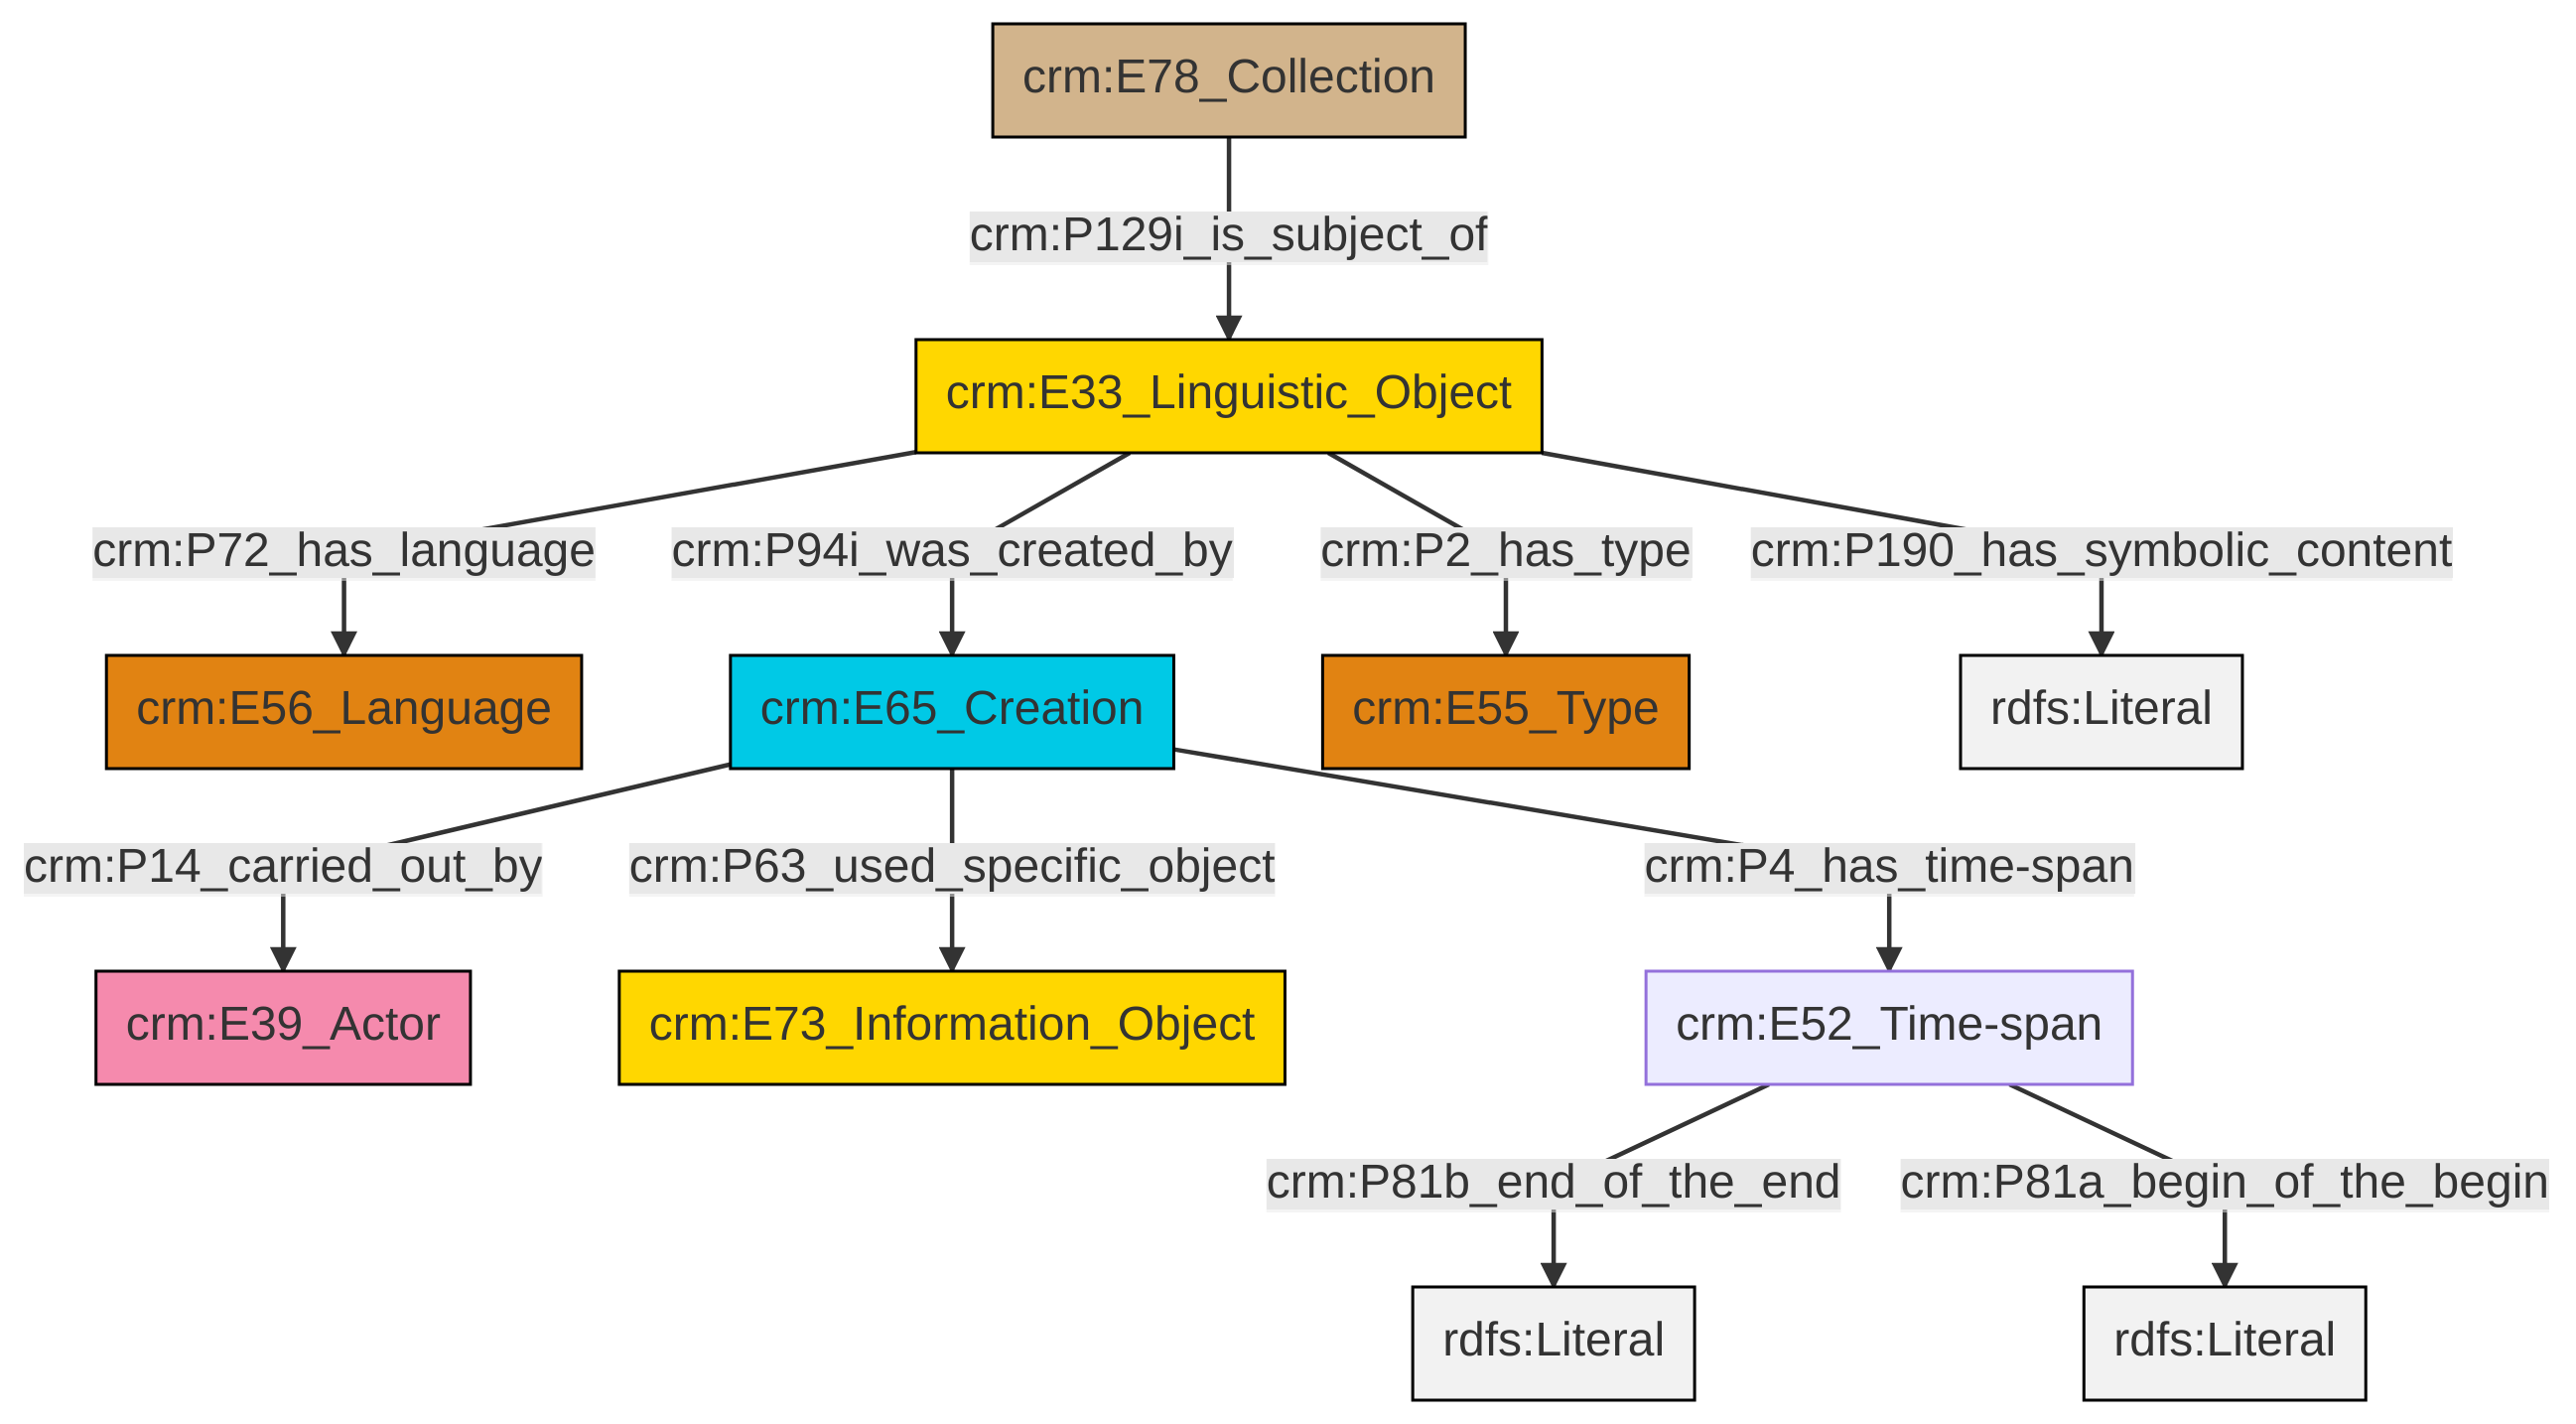 crm:E78_Collection
crm:P129i_is_subject_of
crm:E33_Linguistic_Object
crm:P72_has_language
crm:P94i_was_created_by
crm:P2_has_type
crm:P190_has_symbolic_content
crm:E56_Language
crm:E65_Creation
crm:E55_Type
rdfs:Literal
crm:P14_carried_out_by
crm:P63_used_specific_object
crm:P4_has_time-span
crm:E39_Actor
crm:E73_Information_Object
crm:E52_Time-span
crm:P81b_end_of_the_end
crm:P81a_begin_of_the_begin
rdfs:Literal
rdfs:Literal